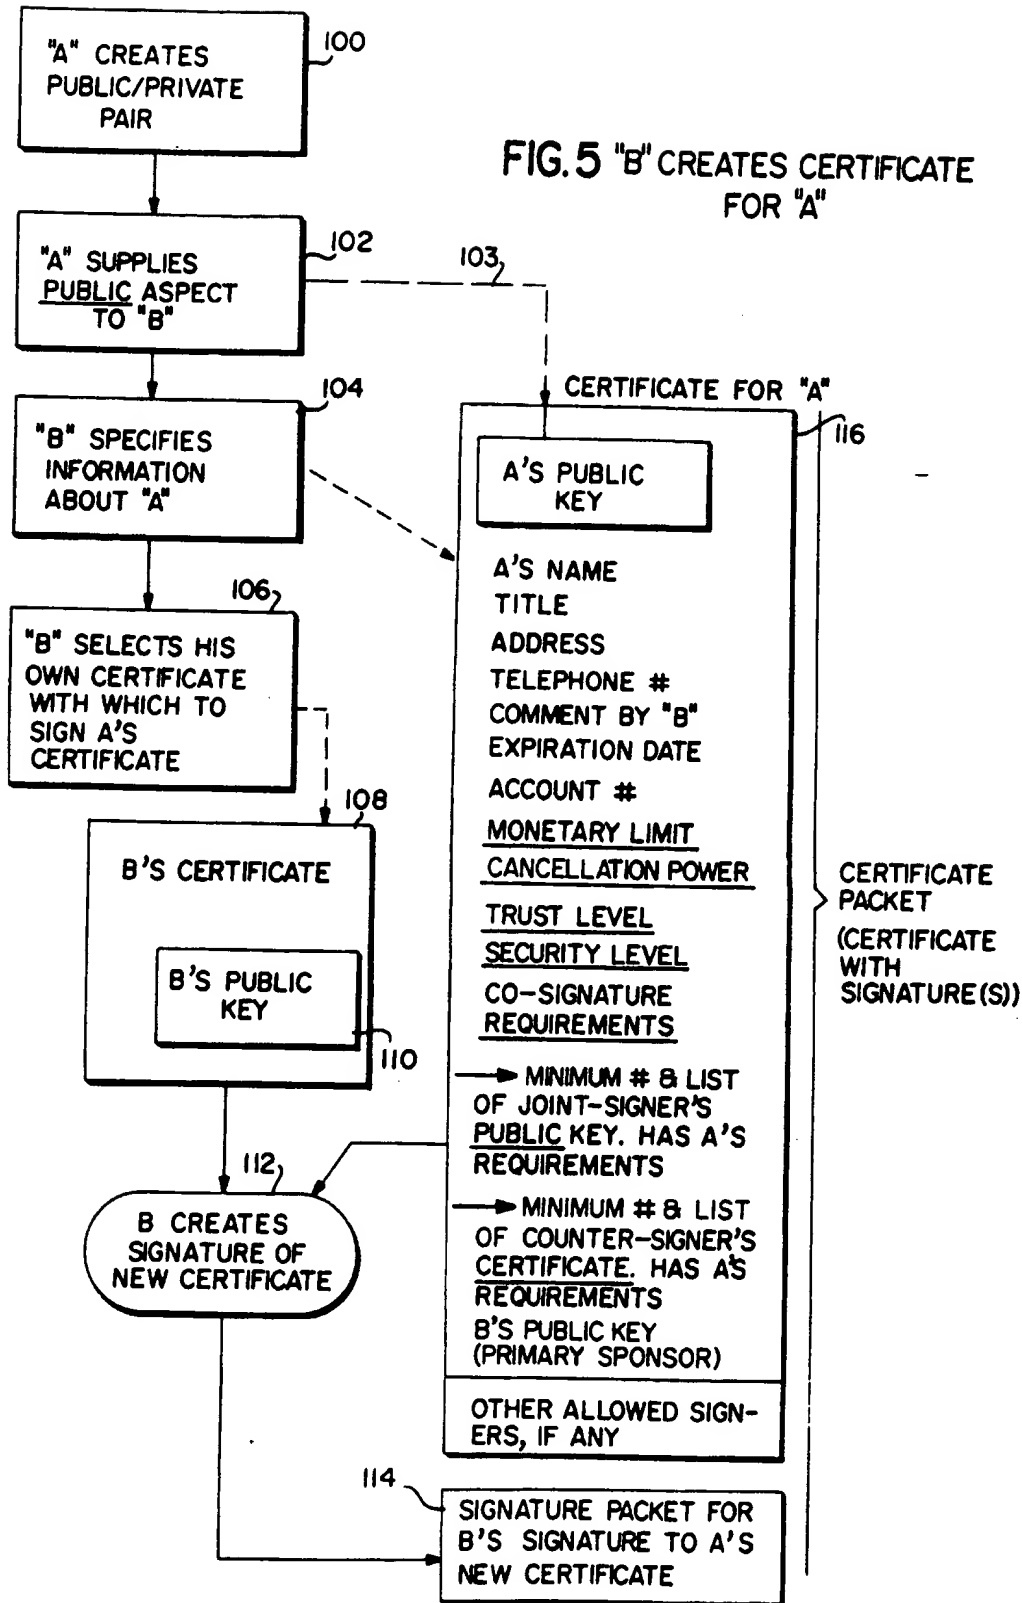 "A" CREATES
PUBLIC/PRIVATE
PAIR
100
FIG. 5 "B" CREATES CERTIFICATE
FOR "A"
"A" SUPPLIES
PUBLIC ASPECT
TO "B"
102
103
"B" SPECIFIES
INFORMATION
ABOUT "A"
104
"B" SELECTS HIS
OWN CERTIFICATE
WITH WHICH TO
SIGN A'S
CERTIFICATE
106
B'S CERTIFICATE
108
B'S PUBLIC
KEY
110
B CREATES
SIGNATURE OF
NEW CERTIFICATE
112
CERTIFICATE FOR "A"
116
A'S PUBLIC
KEY
A'S NAME
TITLE
ADDRESS
TELEPHONE #
COMMENT BY "B"
EXPIRATION DATE
ACCOUNT #
MONETARY LIMIT
CANCELLATION POWER
TRUST LEVEL
SECURITY LEVEL
CO-SIGNATURE
REQUIREMENTS
MINIMUM # & LIST
OF JOINT-SIGNER'S
PUBLIC KEY. HAS A'S
REQUIREMENTS
MINIMUM # & LIST
OF COUNTER-SIGNER'S
CERTIFICATE. HAS A'S
REQUIREMENTS
B'S PUBLIC KEY
(PRIMARY SPONSOR)
OTHER ALLOWED SIGN-
ERS, IF ANY
CERTIFICATE
PACKET
(CERTIFICATE
WITH
SIGNATURE(S))
114
SIGNATURE PACKET FOR
B'S SIGNATURE TO A'S
NEW CERTIFICATE